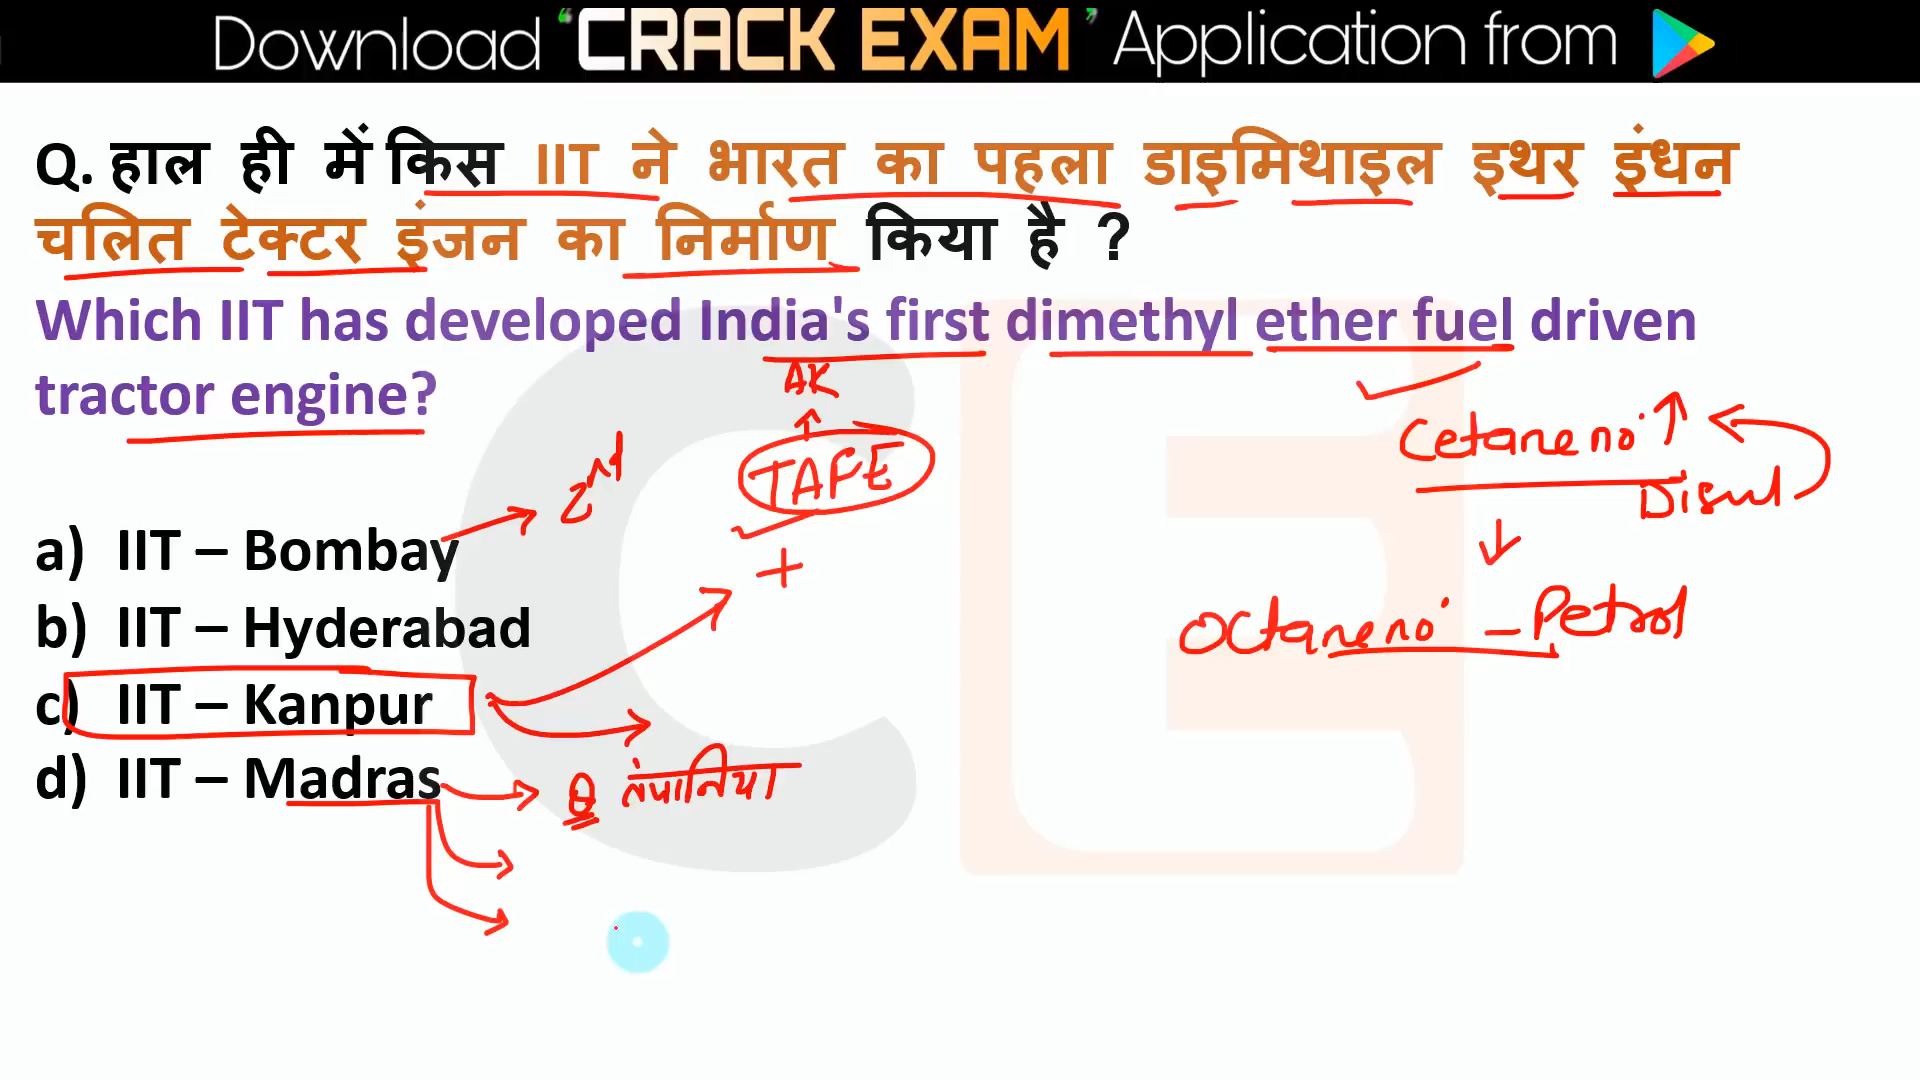 Download “CRACK EXAM” Application from
Q. हाल ही में किस IIT ने भारत का पहला डाइमिथाइल इथर इंधन
चलित टेक्टर इंजन का निर्माण किया है ?
Which IIT has developed India's first dimethyl ether fuel driven
tractor engine?
AK
TAFE
+
Cetane no. ↑
Octane no. – Petrol
2nd
a) IIT – Bombay
b) IIT – Hyderabad
c) IIT – Kanpur
d) IIT – Madras
CE